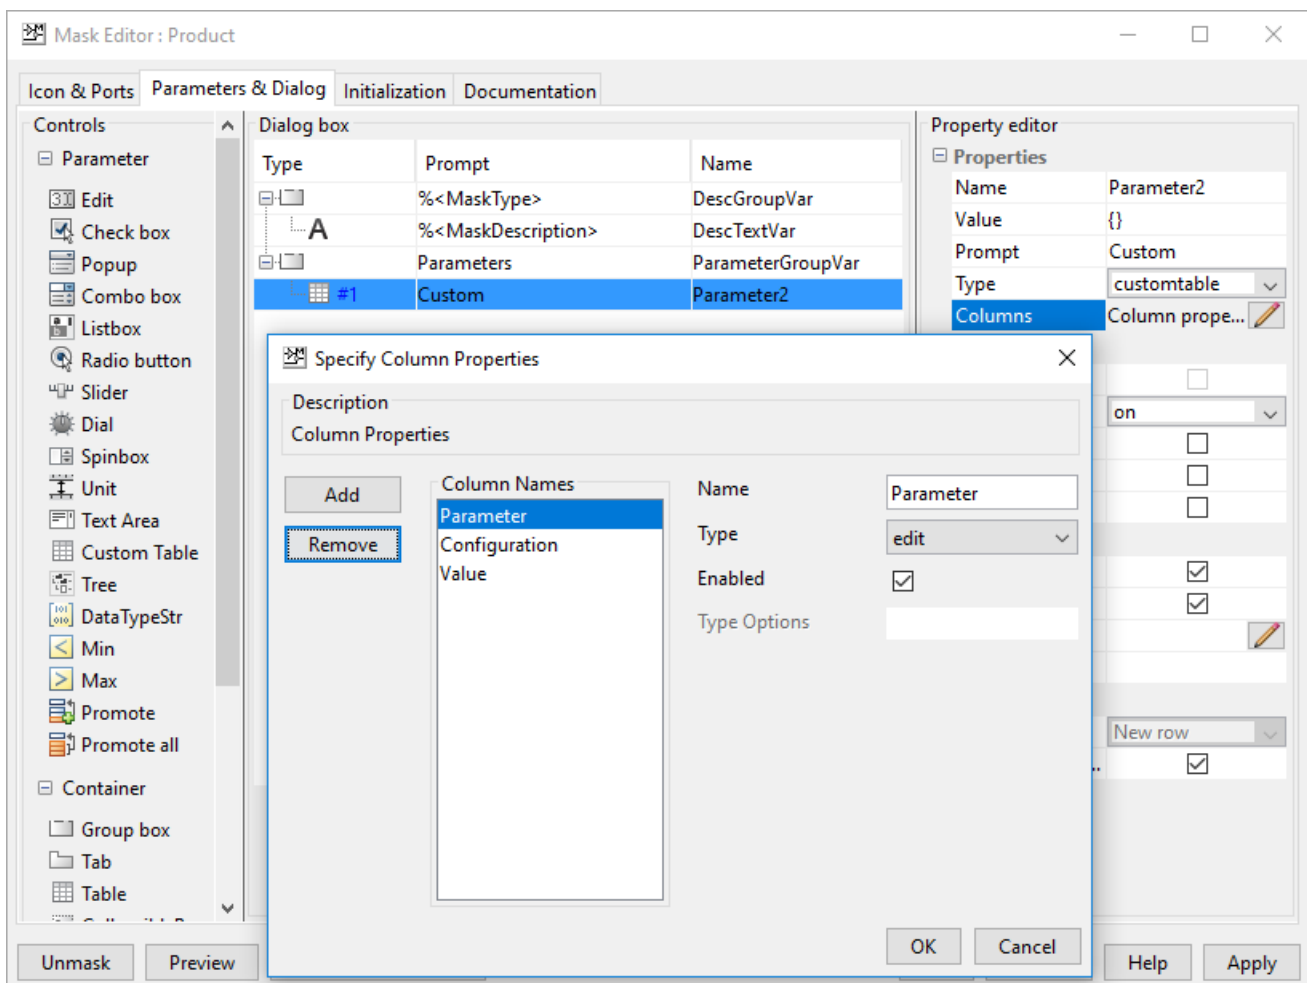 Mask Editor : Product
Icon & Ports
Parameters & Dialog
Initialization
Documentation
Controls
Parameter
Edit
Check box
Popup
Combo box
Listbox
Radio button
Slider
Dial
Spinbox
Unit
Text Area
Custom Table
Tree
DataTypeStr
Min
Max
Promote
Promote all
Container
Group box
Tab
Table
Dialog box
Type Prompt Name
%<MaskType> DescGroupVar
A %<MaskDescription> DescTextVar
Parameters ParameterGroupVar
#1 Custom Parameter2
Property editor
Properties
Name Parameter2
Value {}
Prompt Custom
Type customtable
Columns Column prope...
on
New row
Specify Column Properties
Description
Column Properties
Add
Remove
Column Names
Parameter
Configuration
Value
Name Parameter
Type edit
Enabled
Type Options
OK
Cancel
Unmask
Preview
Help
Apply